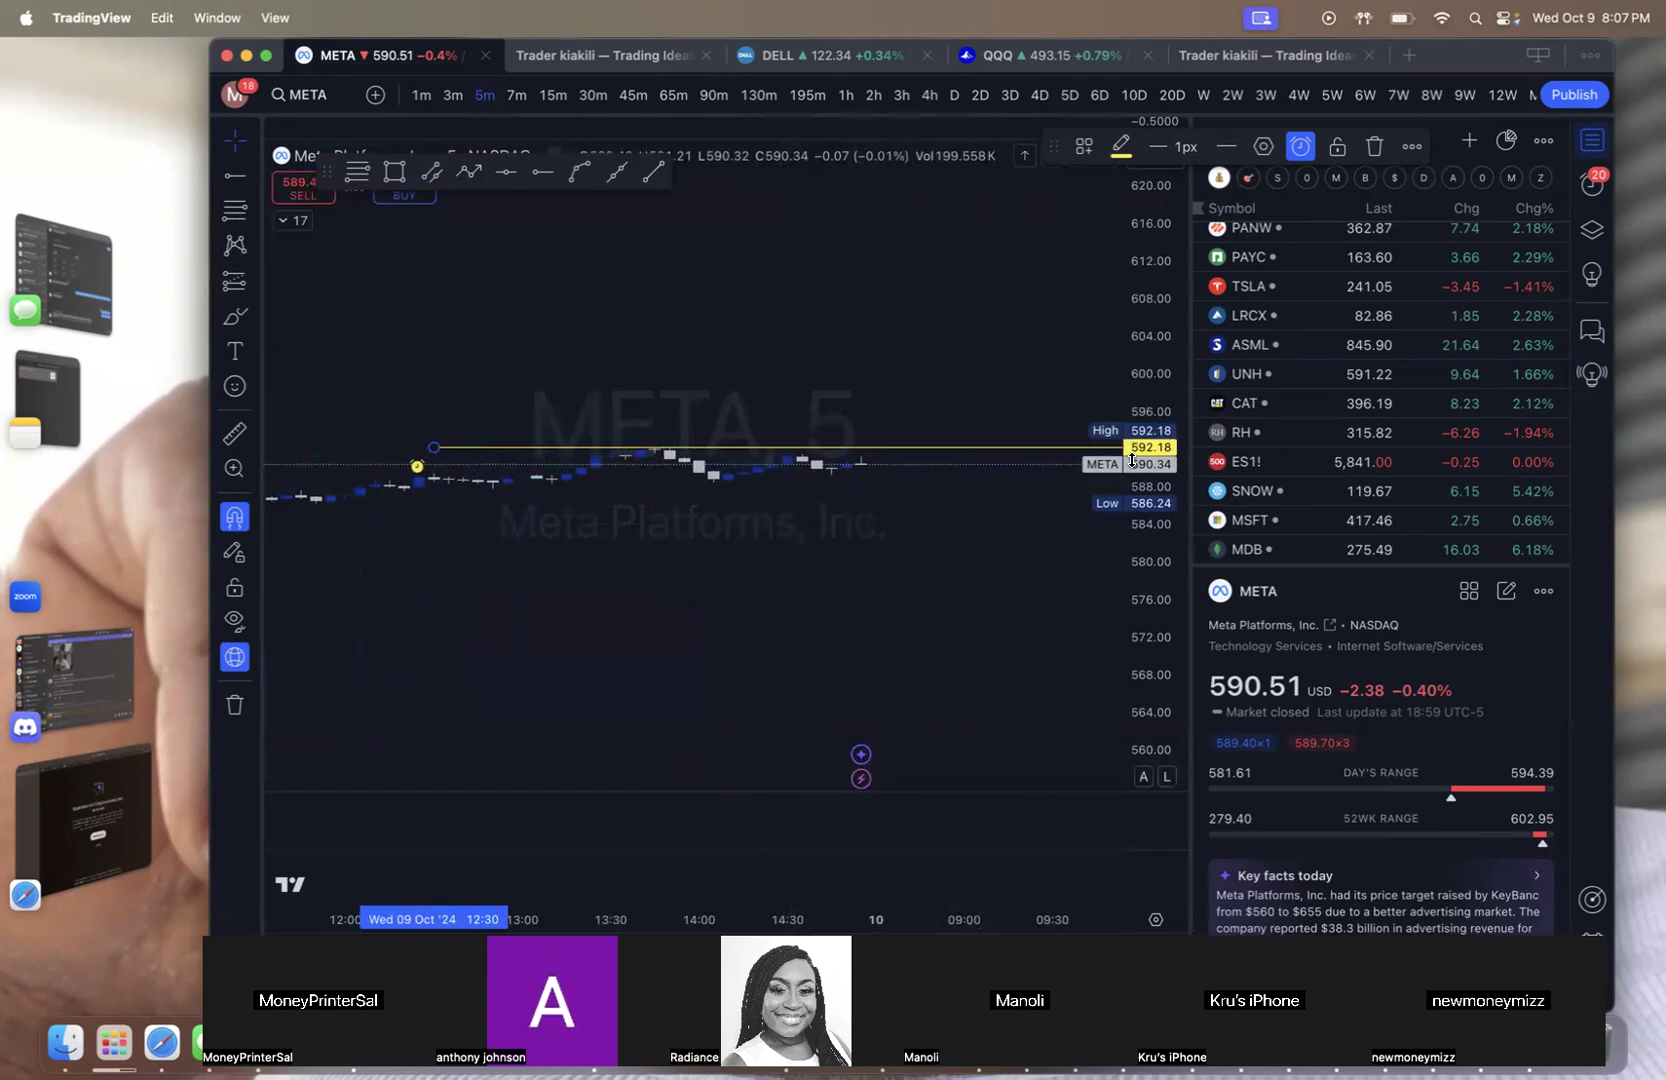 TradingView Edit Window View
Wed Oct 9 8:07 PM
META 590.51 −0.4% /
Trader kiakili — Trading Ideas
DELL 122.34 +0.34%
QQQ 493.15 +0.79%
Trader kiakili — Trading Ideas
M 18
META
1m 3m 5m 7m 15m 30m 45m 65m 90m 130m 195m 1h 2h 3h 4h D 2D 3D 4D 5D 6D 10D 20D W 2W 3W 4W 5W 6W 7W 8W 9W 12W
Publish
−0.5000
L590.32 C590.34 −0.07 (−0.01%) Vol199.558K
1px
SELL
BUY
17
620.00
616.00
612.00
608.00
604.00
600.00
596.00
High 592.18
592.18
META 590.34
588.00
Low 586.24
584.00
580.00
576.00
572.00
568.00
564.00
560.00
A L
META, 5
Meta Platforms, Inc.
Wed 09 Oct '24 12:30
13:00 13:30 14:00 14:30 10 09:00 09:30
S 0 M B $ D A 0 M Z
20
Symbol Last Chg Chg%
PANW 362.87 7.74 2.18%
PAYC 163.60 3.66 2.29%
TSLA 241.05 −3.45 −1.41%
LRCX 82.86 1.85 2.28%
ASML 845.90 21.64 2.63%
UNH 591.22 9.64 1.66%
CAT 396.19 8.23 2.12%
RH 315.82 −6.26 −1.94%
ES1! 5,841.00 −0.25 0.00%
SNOW 119.67 6.15 5.42%
MSFT 417.46 2.75 0.66%
MDB 275.49 16.03 6.18%
META
Meta Platforms, Inc. • NASDAQ
Technology Services • Internet Software/Services
590.51 USD −2.38 −0.40%
Market closed Last update at 18:59 UTC-5
589.40×1 589.70×3
581.61 DAY'S RANGE 594.39
279.40 52WK RANGE 602.95
Key facts today
Meta Platforms, Inc. had its price target raised by KeyBanc
from $560 to $655 due to a better advertising market. The
company reported $38.3 billion in advertising revenue for
zoom
MoneyPrinterSal
A
Manoli
Kru's iPhone
newmoneymizz
MoneyPrinterSal
anthony johnson
Radiance
Manoli
Kru's iPhone
newmoneymizz